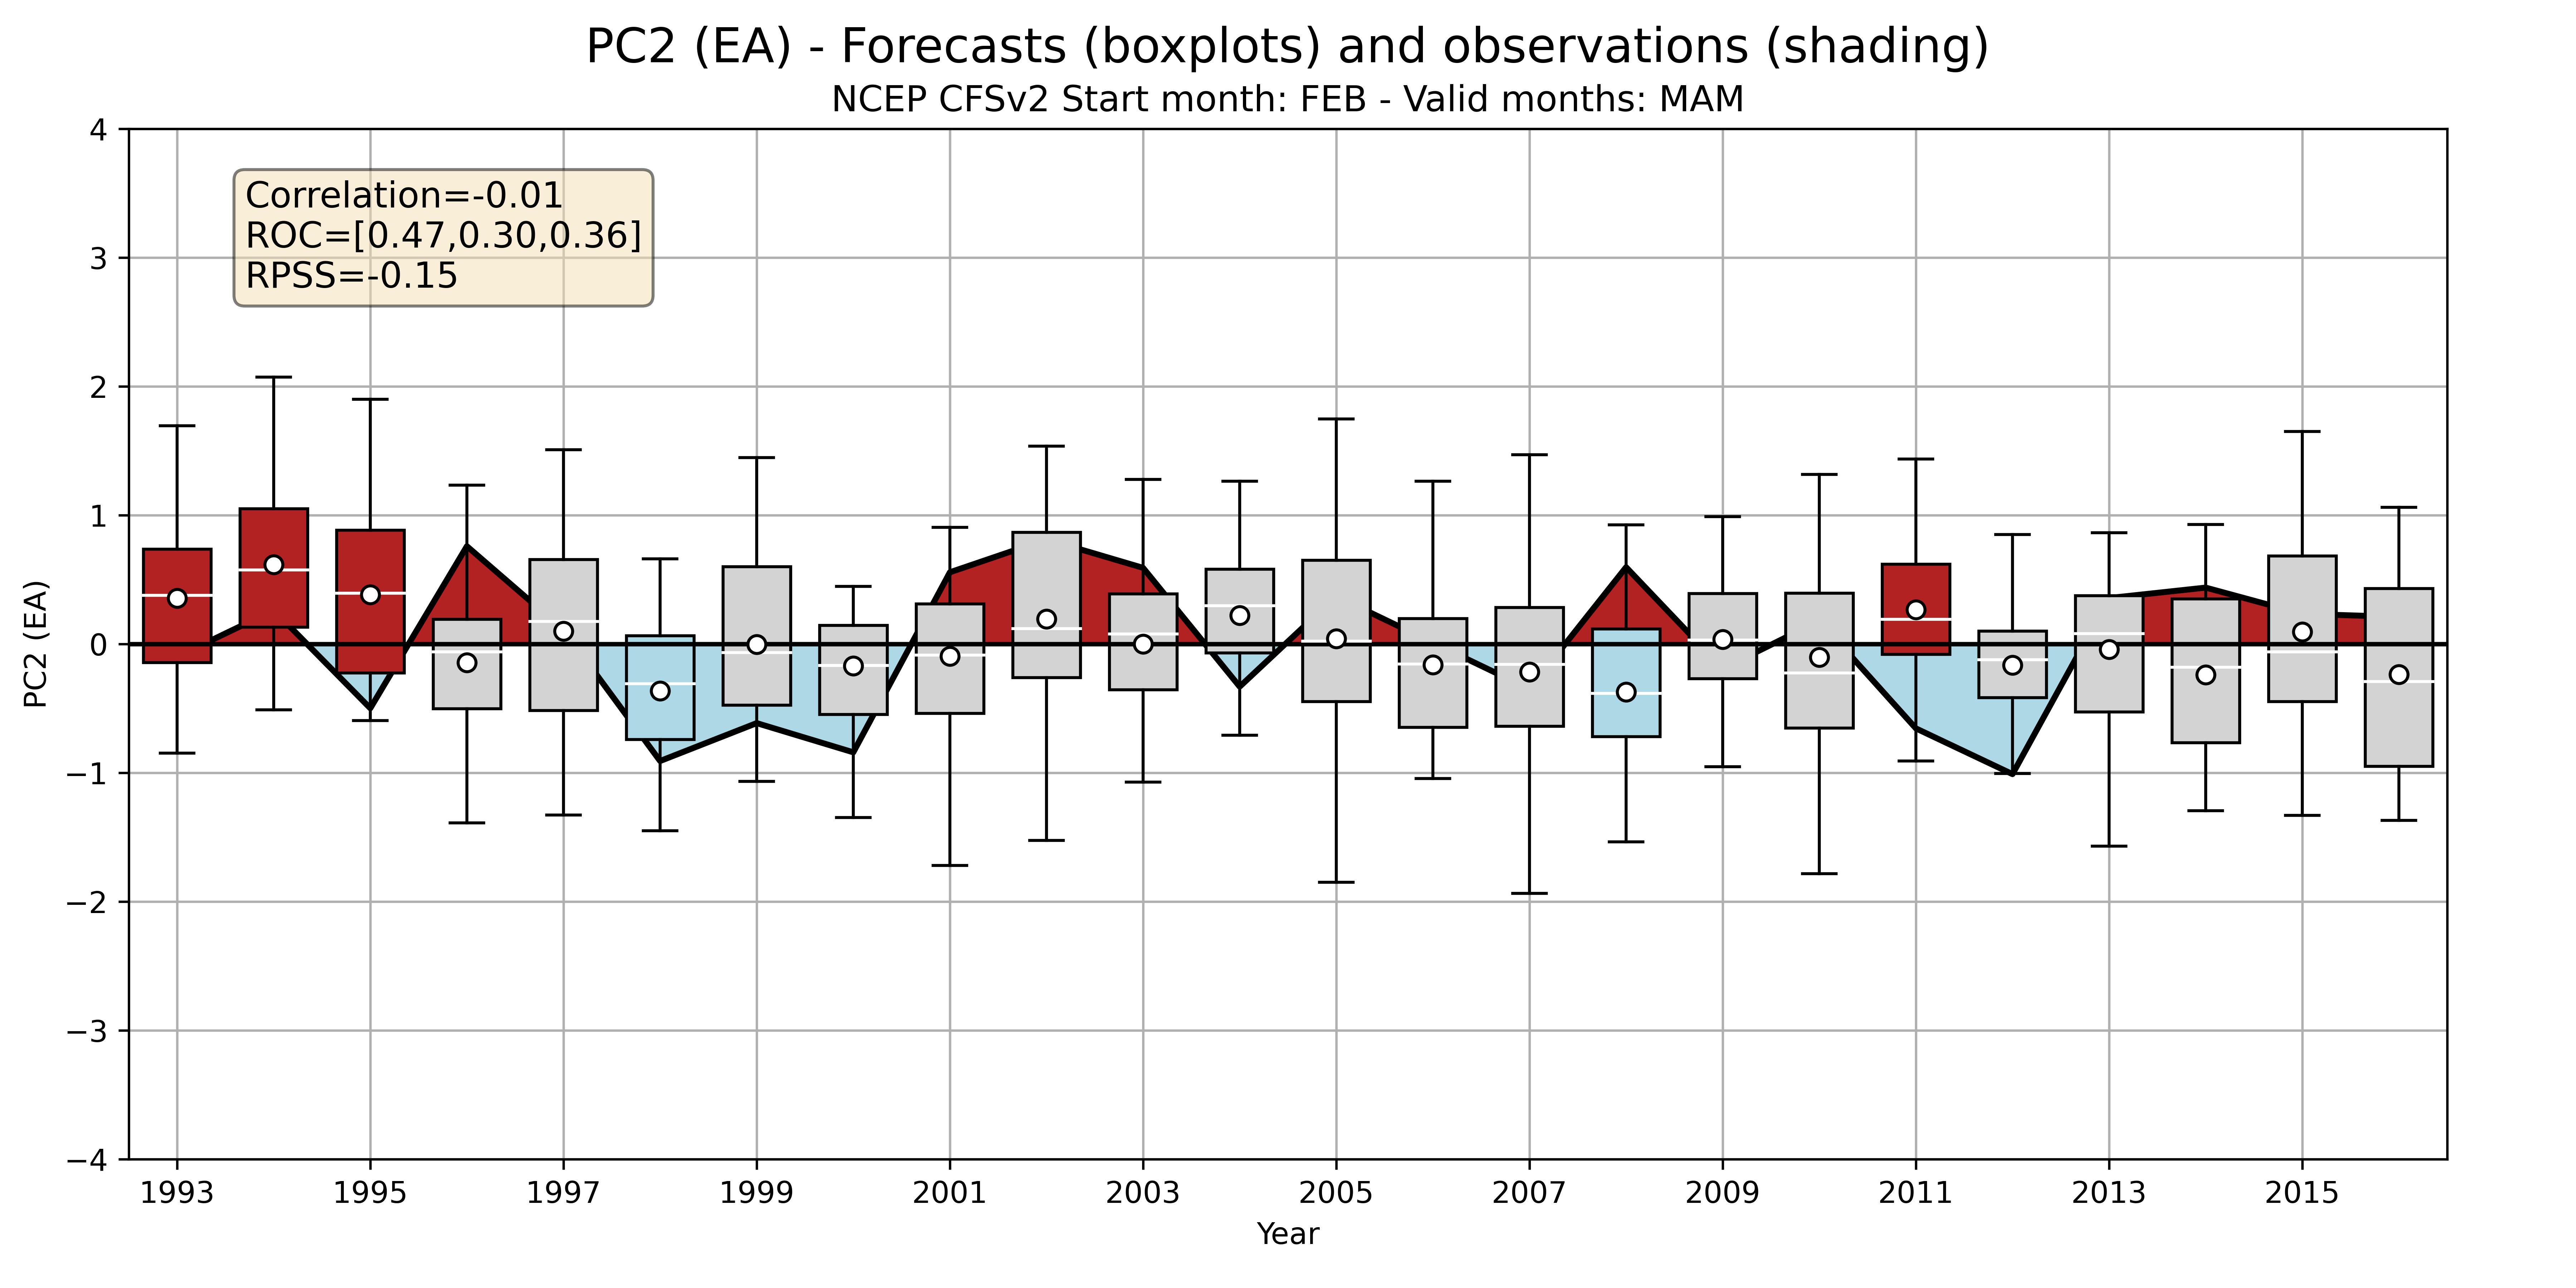 PC2 (EA) - Forecasts (boxplots) and observations (shading)
NCEP CFSv2 Start month: FEB - Valid months: MAM
Correlation=-0.01
ROC=[0.47,0.30,0.36]
RPSS=-0.15
PC2 (EA)
4
3
2
1
0
−1
−2
−3
−4
1993 1995 1997 1999 2001 2003 2005 2007 2009 2011 2013 2015
Year